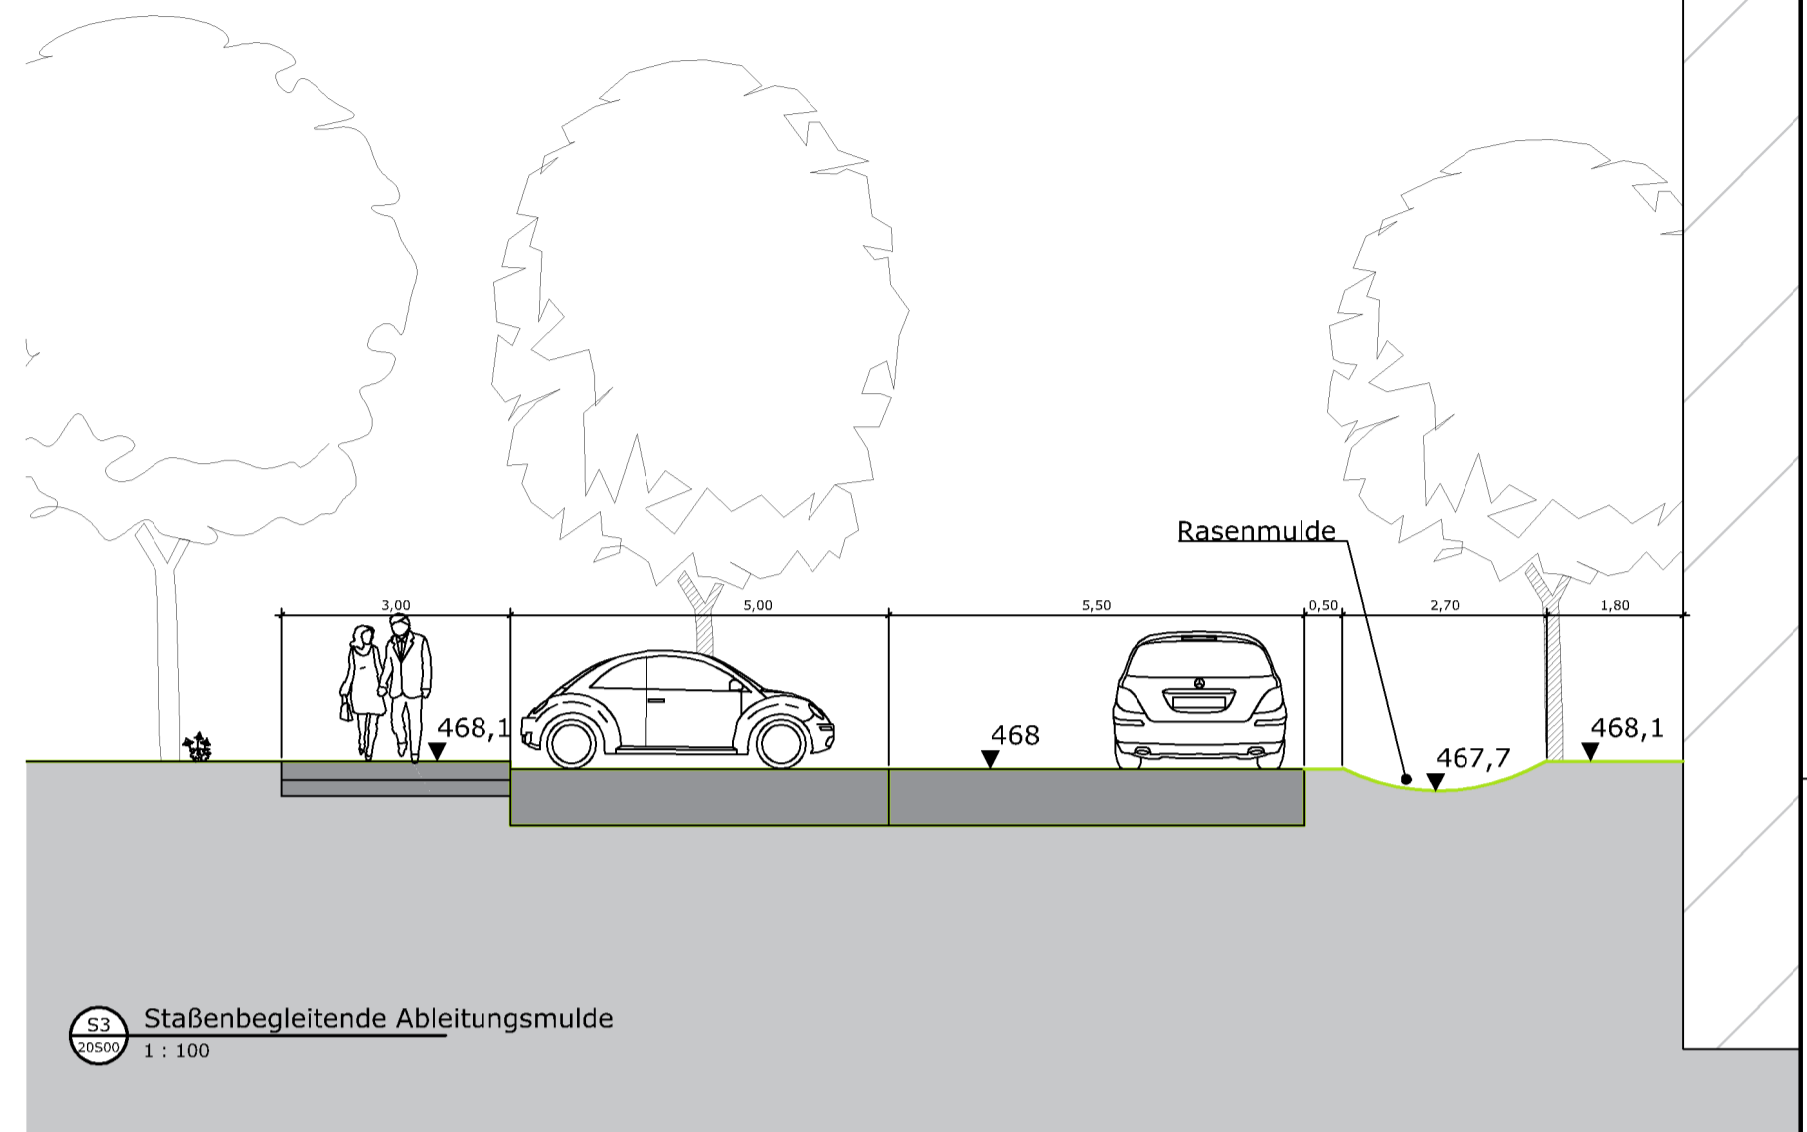 Rasenmulde
3,00
5,00
5,50
0,50
2,70
1,80
468,1
468
467,7
468,1
S3
20S00
Staßenbegleitende Ableitungsmulde
1 : 100